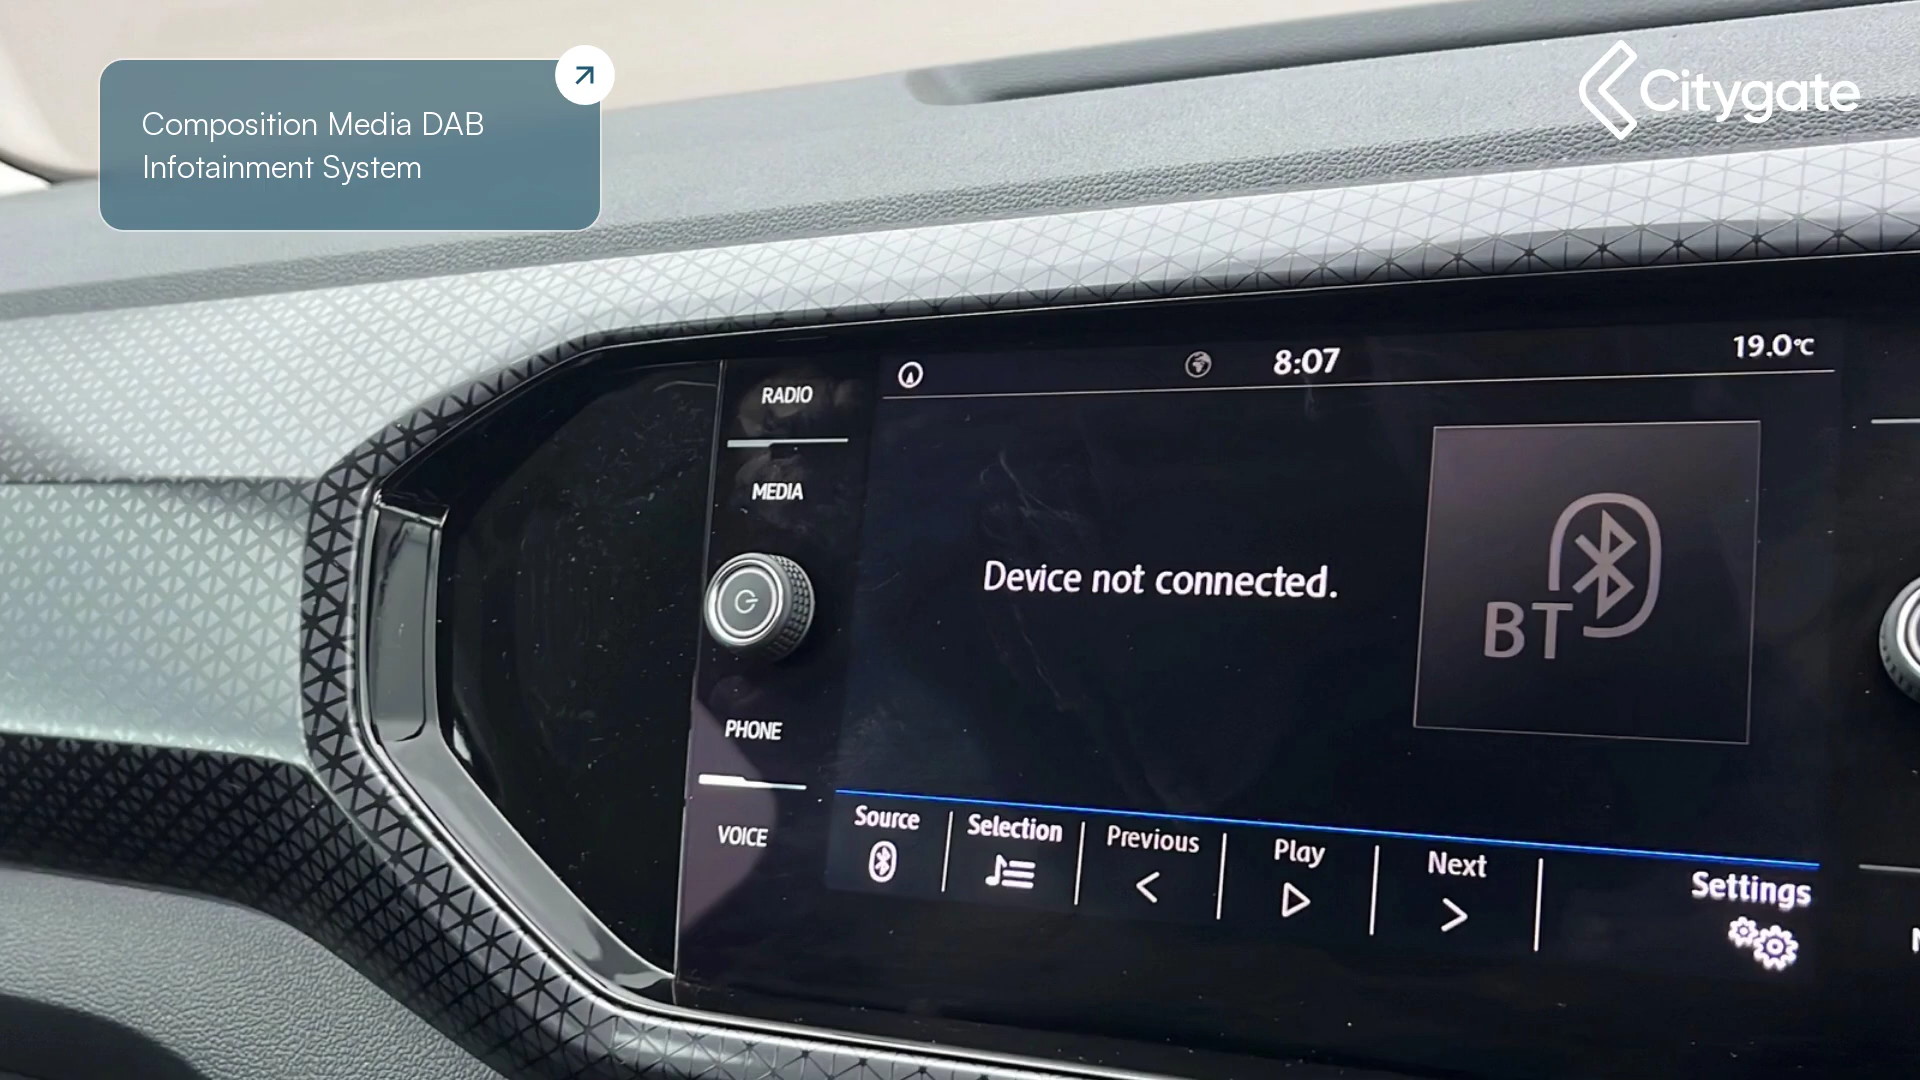 Composition Media DAB
Infotainment System
Citygate
8:07
19.0°C
RADIO
MEDIA
Device not connected.
BT
PHONE
VOICE
Source
Selection
Previous
Play
Next
Settings